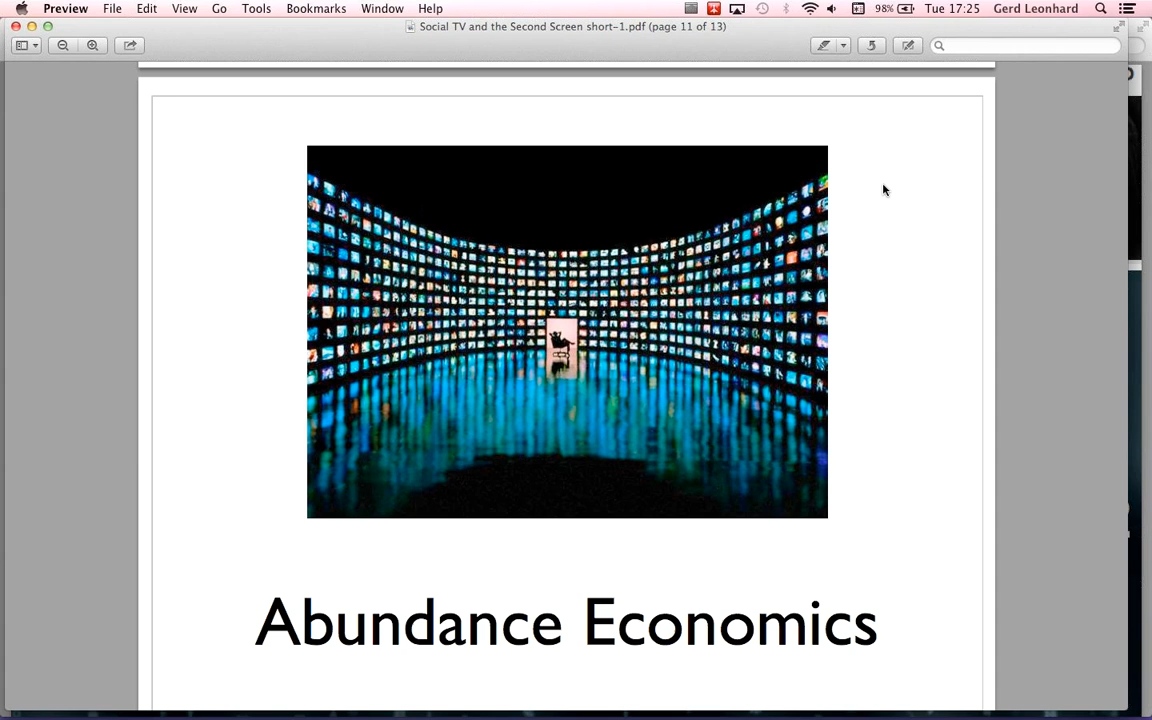 Preview File Edit View Go Tools Bookmarks Window Help 98% Tue 17:25 Gerd Leonhard
Social TV and the Second Screen short-1.pdf (page 11 of 13)
Abundance Economics